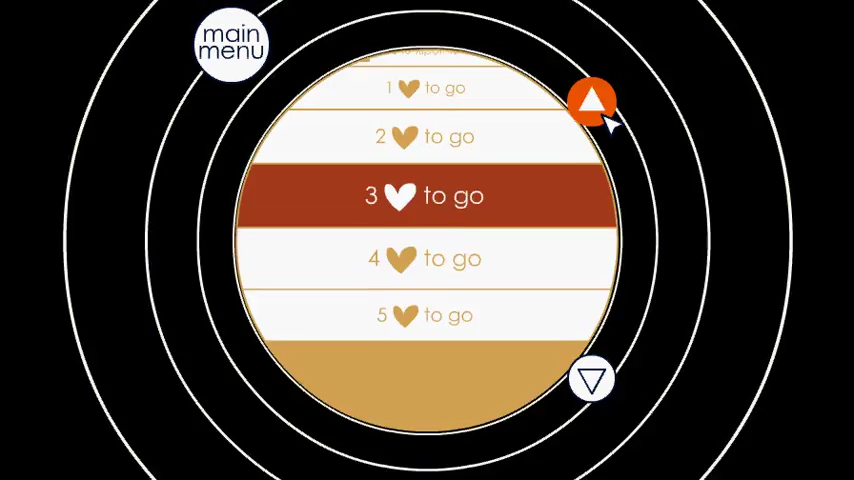 main
menu
1 to go
2 to go
3 to go
4 to go
5 to go